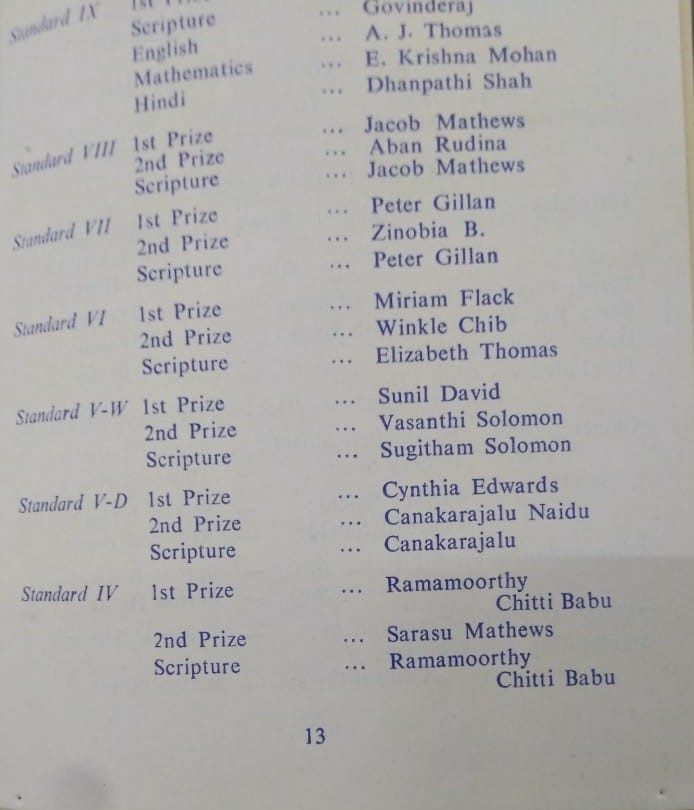 Standard IX 1st
Scripture ... Govinderaj
English ... A. J. Thomas
Mathematics ... E. Krishna Mohan
Hindi ... Dhanpathi Shah
Standard VIII 1st Prize ... Jacob Mathews
2nd Prize ... Aban Rudina
Scripture ... Jacob Mathews
Standard VII 1st Prize ... Peter Gillan
2nd Prize ... Zinobia B.
Scripture ... Peter Gillan
Standard VI 1st Prize ... Miriam Flack
2nd Prize ... Winkle Chib
Scripture ... Elizabeth Thomas
Standard V-W 1st Prize ... Sunil David
2nd Prize ... Vasanthi Solomon
Scripture ... Sugitham Solomon
Standard V-D 1st Prize ... Cynthia Edwards
2nd Prize ... Canakarajalu Naidu
Scripture ... Canakarajalu
Standard IV 1st Prize ... Ramamoorthy
Chitti Babu
2nd Prize ... Sarasu Mathews
Scripture ... Ramamoorthy
Chitti Babu
13